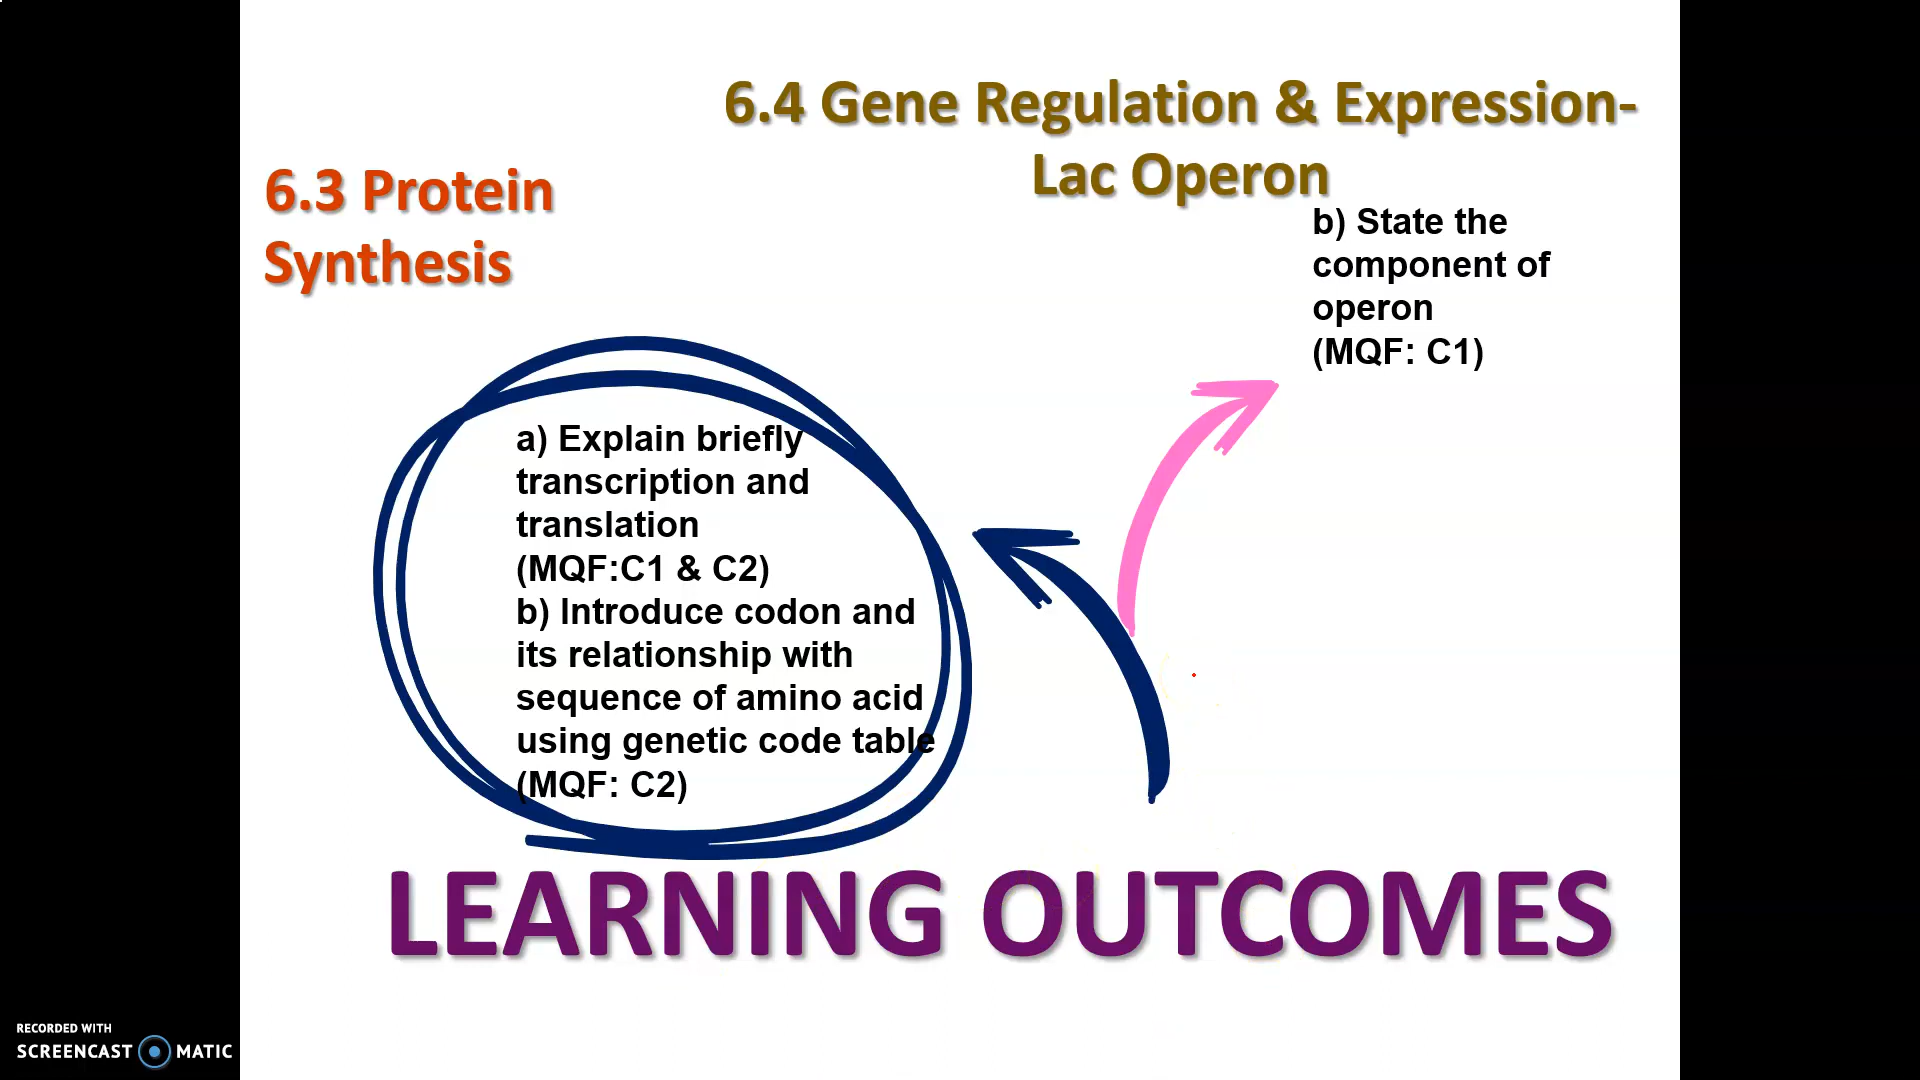 6.4 Gene Regulation & Expression-
Lac Operon
6.3 Protein
Synthesis
b) State the
component of
operon
(MQF: C1)
a) Explain briefly
transcription and
translation
(MQF:C1 & C2)
b) Introduce codon and
its relationship with
sequence of amino acid
using genetic code table
(MQF: C2)
LEARNING OUTCOMES
RECORDED WITH
SCREENCAST MATIC